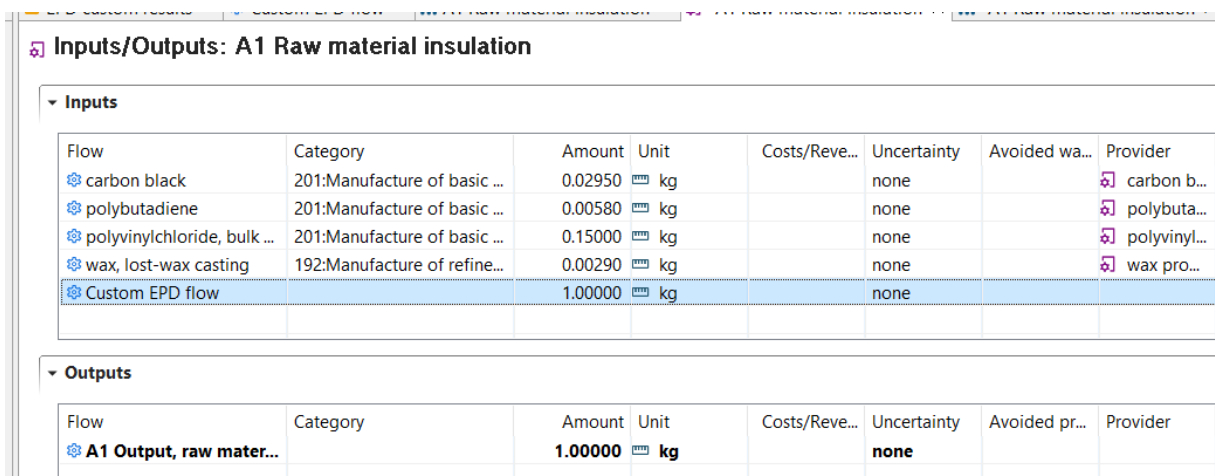 Inputs/Outputs: A1 Raw material insulation
Inputs
Flow Category Amount Unit Costs/Reve... Uncertainty Avoided wa... Provider
carbon black 201:Manufacture of basic ... 0.02950 kg none carbon b...
polybutadiene 201:Manufacture of basic ... 0.00580 kg none polybuta...
polyvinylchloride, bulk ... 201:Manufacture of basic ... 0.15000 kg none polyvinyl...
wax, lost-wax casting 192:Manufacture of refine... 0.00290 kg none wax pro...
Custom EPD flow 1.00000 kg none
Outputs
Flow Category Amount Unit Costs/Reve... Uncertainty Avoided pr... Provider
A1 Output, raw mater... 1.00000 kg none